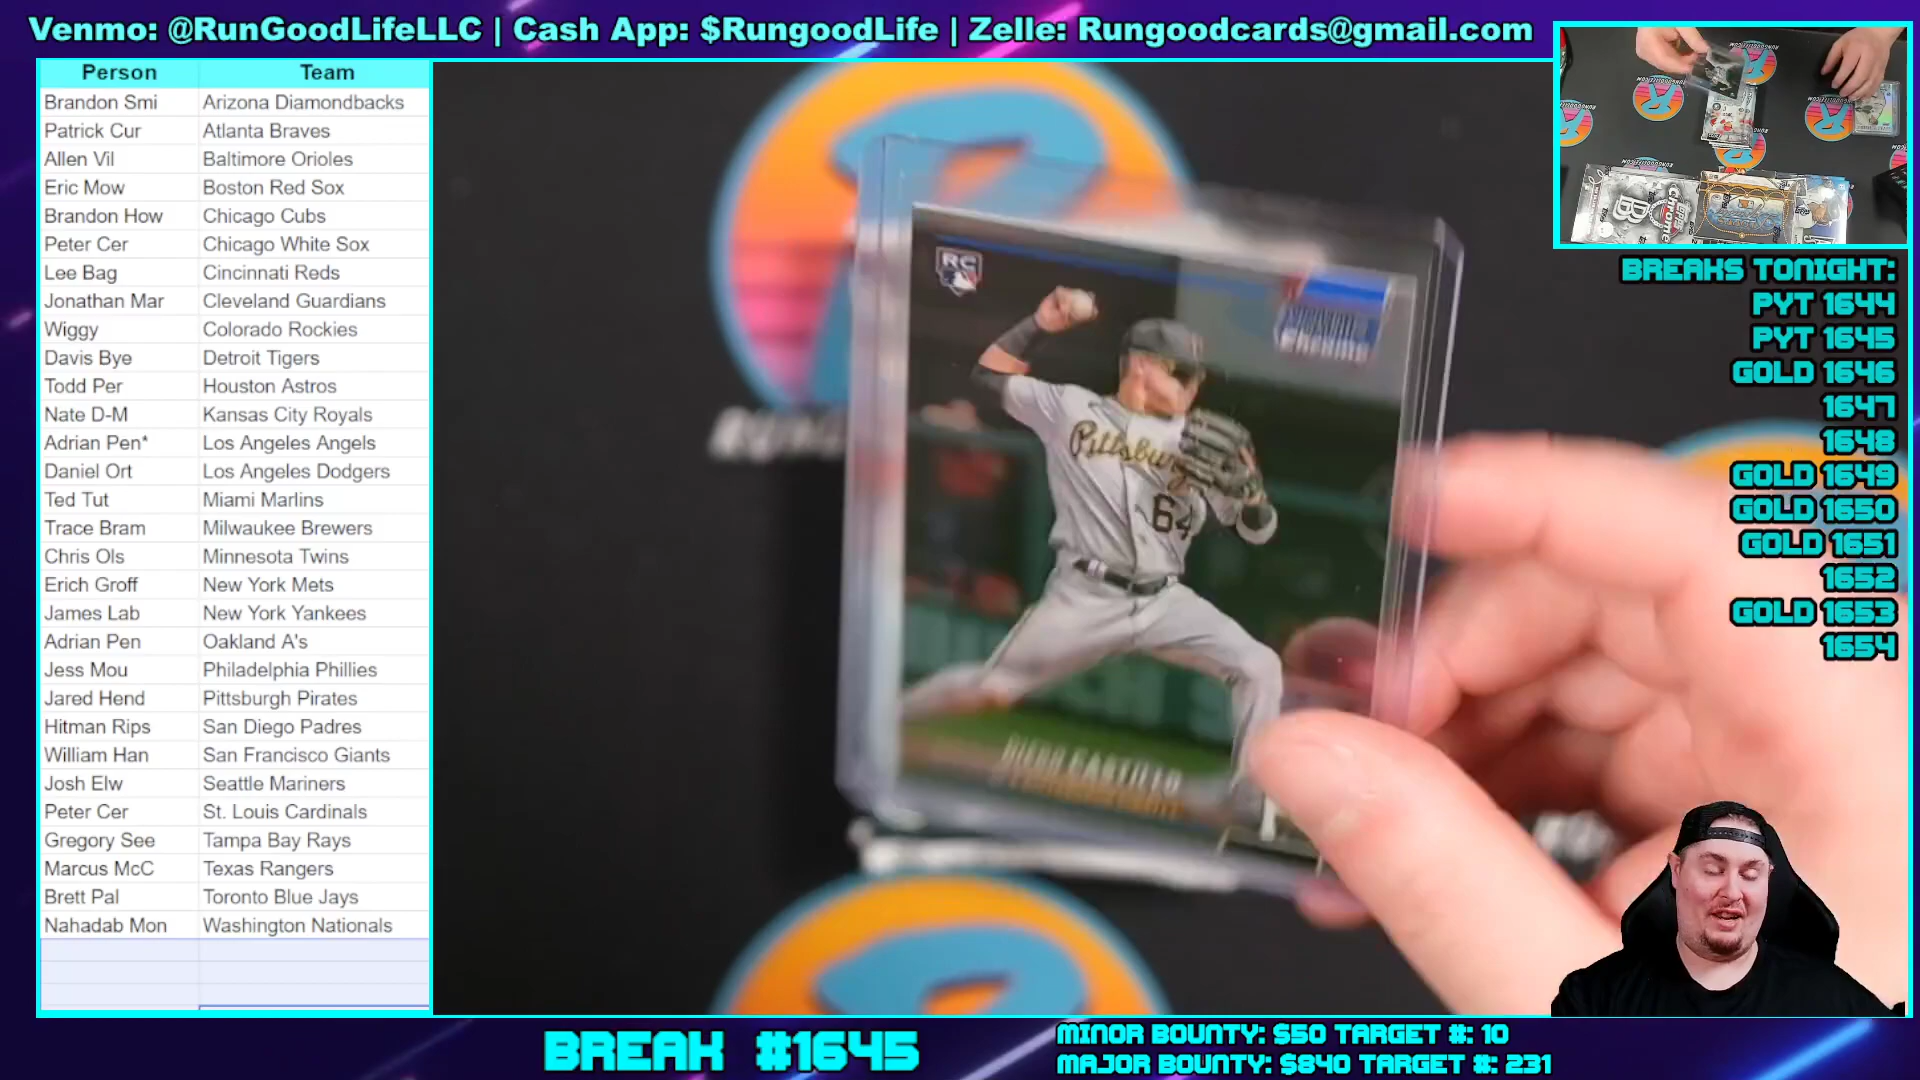 Venmo: @RunGoodLifeLLC | Cash App: $RungoodLife | Zelle: Rungoodcards@gmail.com
Person Team
Brandon Smi Arizona Diamondbacks
Patrick Cur Atlanta Braves
Allen Vil Baltimore Orioles
Eric Mow Boston Red Sox
Brandon How Chicago Cubs
Peter Cer Chicago White Sox
Lee Bag Cincinnati Reds
Jonathan Mar Cleveland Guardians
Wiggy Colorado Rockies
Davis Bye Detroit Tigers
Todd Per Houston Astros
Nate D-M Kansas City Royals
Adrian Pen* Los Angeles Angels
Daniel Ort Los Angeles Dodgers
Ted Tut Miami Marlins
Trace Bram Milwaukee Brewers
Chris Ols Minnesota Twins
Erich Groff New York Mets
James Lab New York Yankees
Adrian Pen Oakland A's
Jess Mou Philadelphia Phillies
Jared Hend Pittsburgh Pirates
Hitman Rips San Diego Padres
William Han San Francisco Giants
Josh Elw Seattle Mariners
Peter Cer St. Louis Cardinals
Gregory See Tampa Bay Rays
Marcus McC Texas Rangers
Brett Pal Toronto Blue Jays
Nahadab Mon Washington Nationals
RC
Pittsburg
64
DIEGO CASTILLO
BREAKS TONIGHT:
PYT 1644
PYT 1645
GOLD 1646
1647
1648
GOLD 1649
GOLD 1650
GOLD 1651
1652
GOLD 1653
1654
BREAK #1645
MINOR BOUNTY: $50 TARGET #: 10
MAJOR BOUNTY: $840 TARGET #: 231